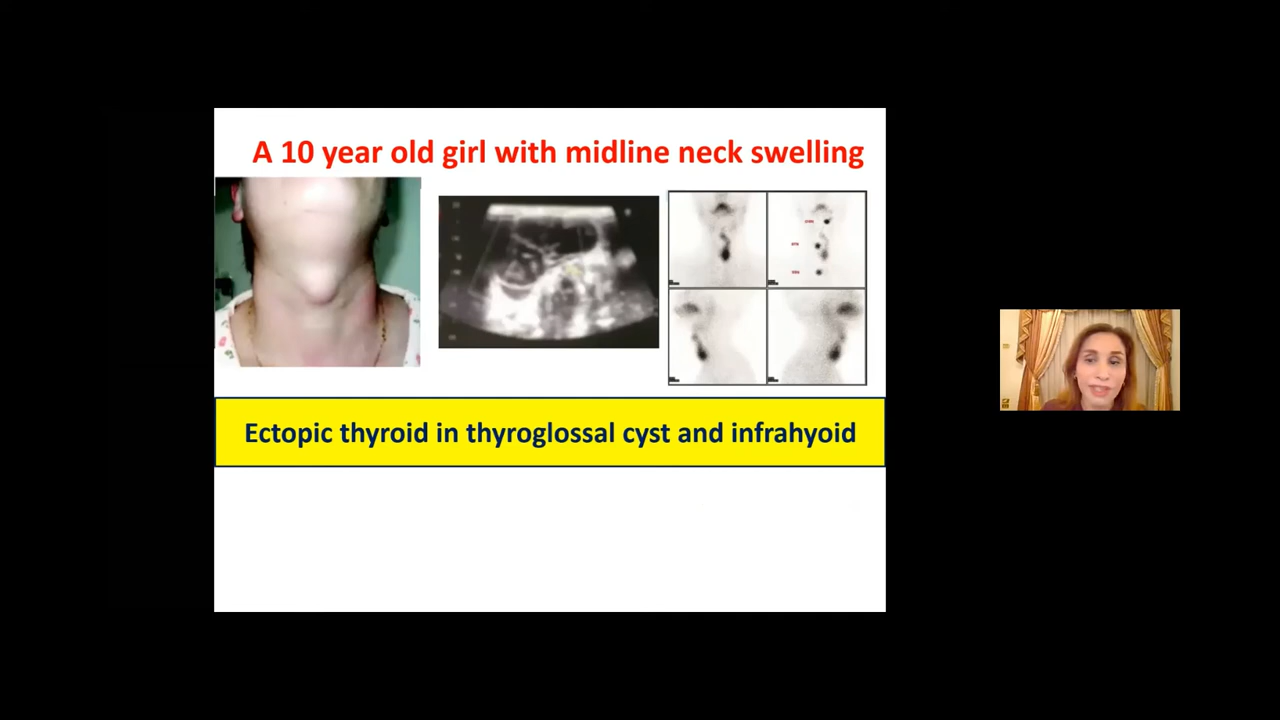 A 10 year old girl with midline neck swelling
Ectopic thyroid in thyroglossal cyst and infrahyoid